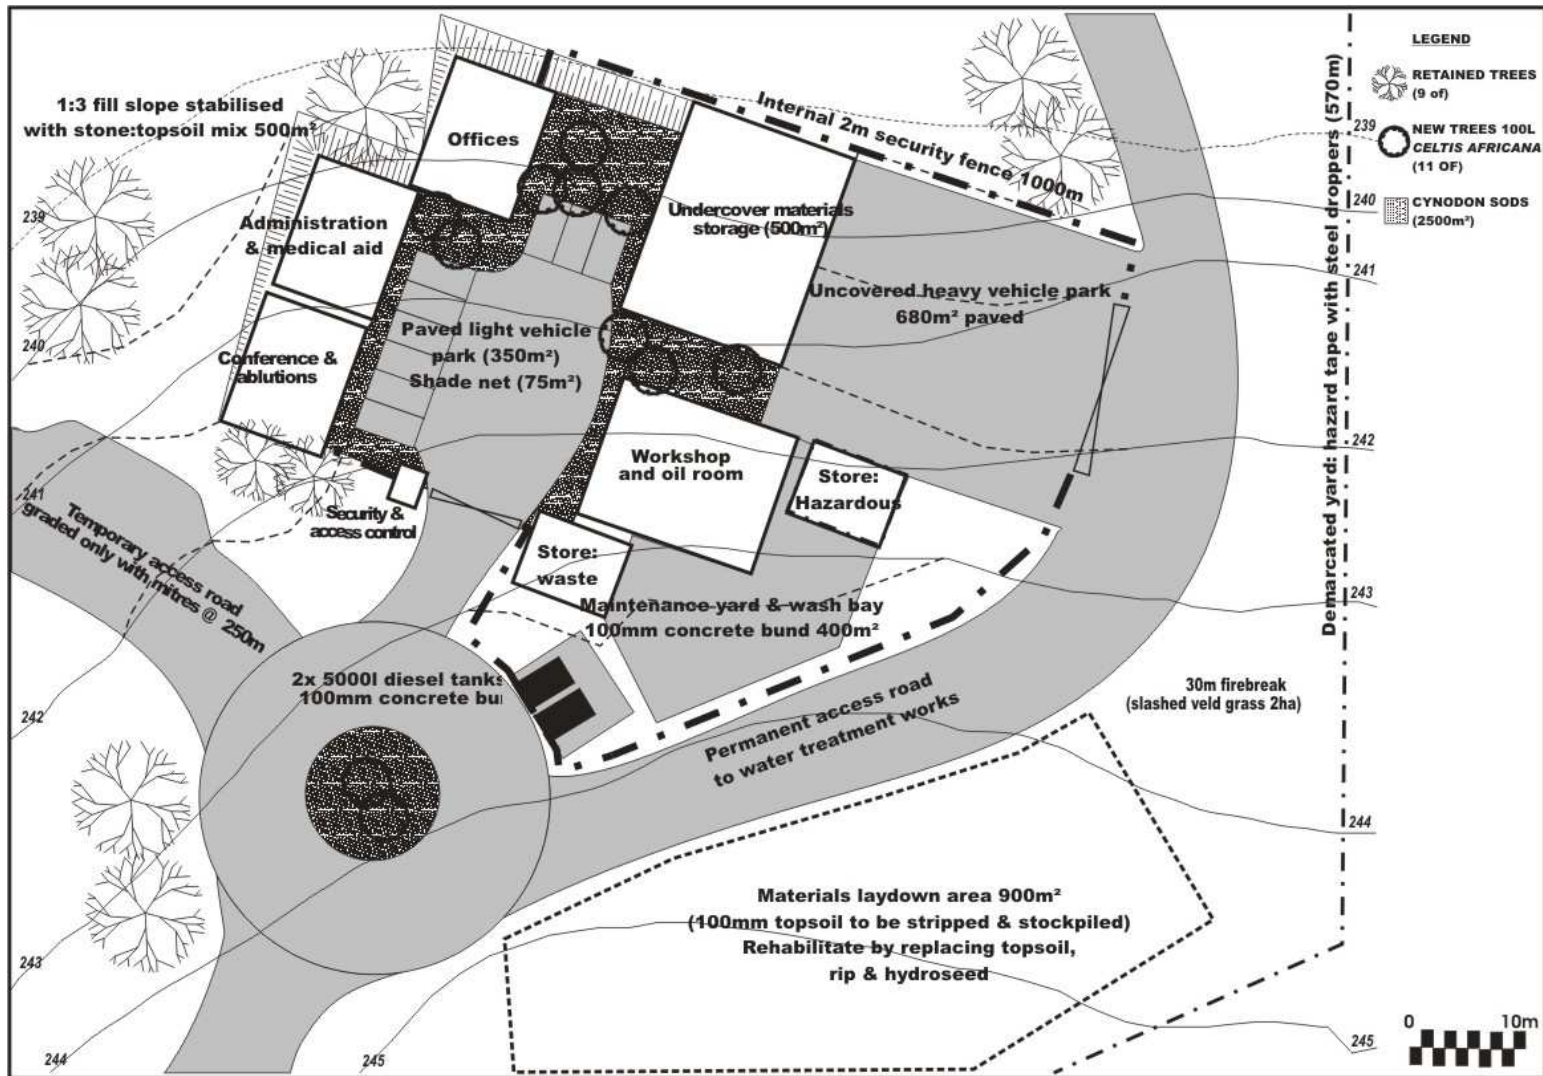 LEGEND
RETAINED TREES
(9 of)
NEW TREES 100L
CELTIS AFRICANA
(11 OF)
CYNODON SODS
(2500m²)
1:3 fill slope stabilised
with stone:topsoil mix 500m²
Offices
Internal 2m security fence 1000m
Administration
& medical aid
Undercover materials
storage (500m²)
Uncovered heavy vehicle park
680m² paved
Conference &
ablutions
Paved light vehicle
park (350m²)
Shade net (75m²)
Workshop
and oil room
Store:
Hazardous
Security &
access control
Store:
waste
Temporary access road
graded only with mitres @ 250m
Maintenance yard & wash bay
100mm concrete bund 400m²
2x 5000l diesel tanks
100mm concrete bu
Permanent access road
to water treatment works
30m firebreak
(slashed veld grass 2ha)
Demarcated yard: hazard tape with steel droppers (570m)
Materials laydown area 900m²
(100mm topsoil to be stripped & stockpiled)
Rehabilitate by replacing topsoil,
rip & hydroseed
239
240
241
242
243
244
245
239
240
241
242
243
244
245
0 10m